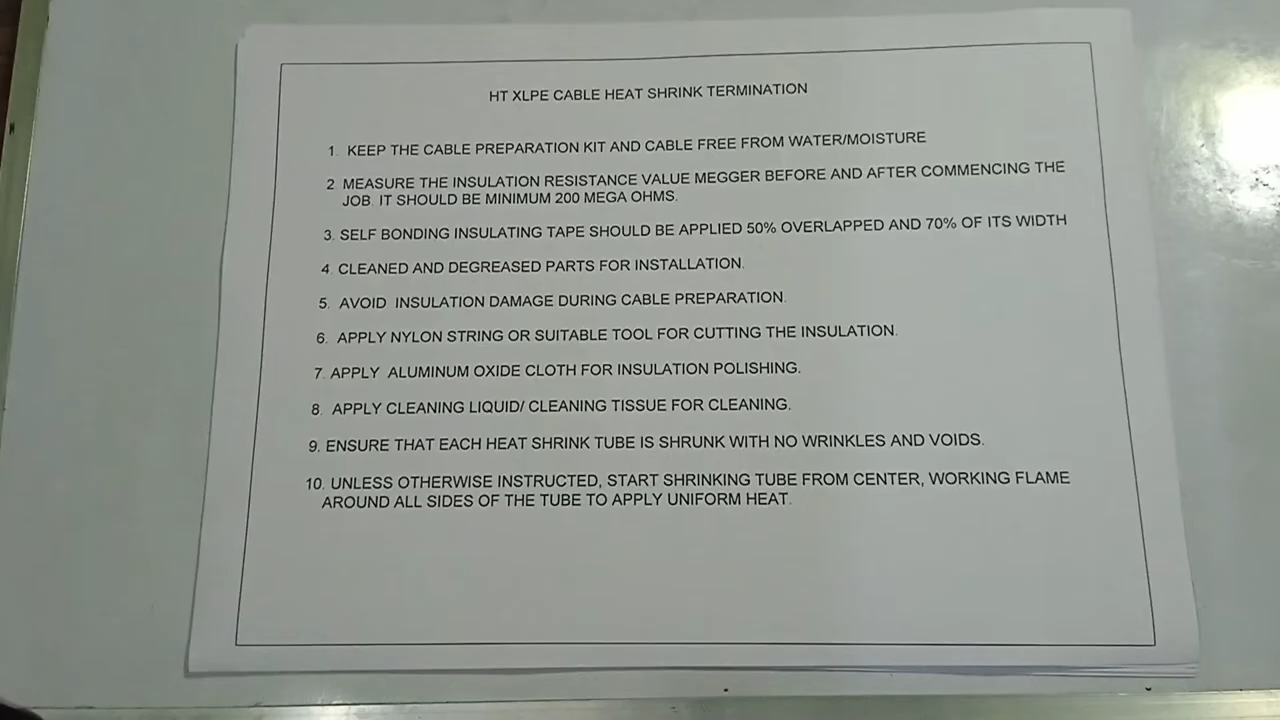 HT XLPE CABLE HEAT SHRINK TERMINATION
1. KEEP THE CABLE PREPARATION KIT AND CABLE FREE FROM WATER/MOISTURE
2 MEASURE THE INSULATION RESISTANCE VALUE MEGGER BEFORE AND AFTER COMMENCING THE
JOB. IT SHOULD BE MINIMUM 200 MEGA OHMS.
3. SELF BONDING INSULATING TAPE SHOULD BE APPLIED 50% OVERLAPPED AND 70% OF ITS WIDTH
4. CLEANED AND DEGREASED PARTS FOR INSTALLATION.
5. AVOID INSULATION DAMAGE DURING CABLE PREPARATION.
6. APPLY NYLON STRING OR SUITABLE TOOL FOR CUTTING THE INSULATION.
7. APPLY ALUMINUM OXIDE CLOTH FOR INSULATION POLISHING.
8. APPLY CLEANING LIQUID/ CLEANING TISSUE FOR CLEANING.
9. ENSURE THAT EACH HEAT SHRINK TUBE IS SHRUNK WITH NO WRINKLES AND VOIDS.
10. UNLESS OTHERWISE INSTRUCTED, START SHRINKING TUBE FROM CENTER, WORKING FLAME
AROUND ALL SIDES OF THE TUBE TO APPLY UNIFORM HEAT.